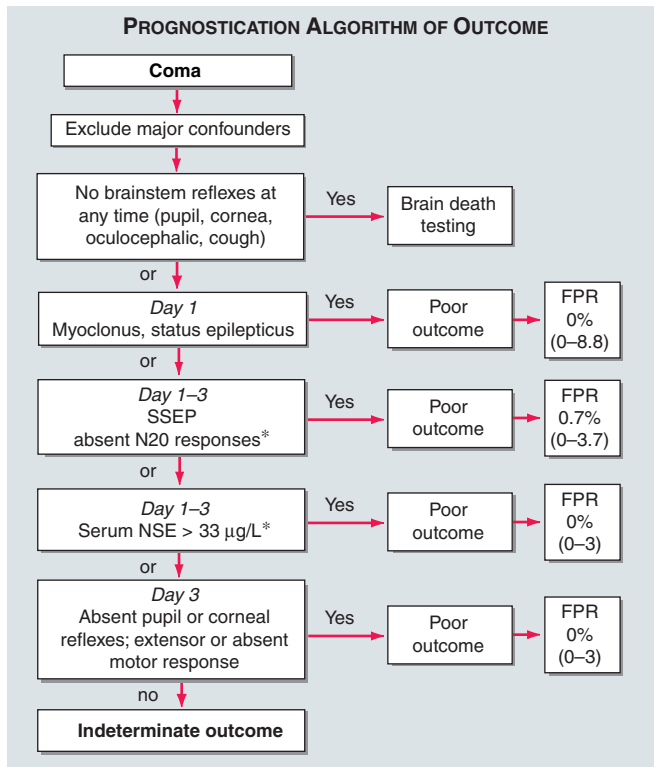 PROGNOSTICATION ALGORITHM OF OUTCOME
Coma
Exclude major confounders
No brainstem reflexes at
any time (pupil, cornea,
oculocephalic, cough)
Yes
Brain death
testing
or
Day 1
Myoclonus, status epilepticus
Yes
Poor
outcome
FPR
0%
(0–8.8)
or
Day 1–3
SSEP
absent N20 responses*
Yes
Poor
outcome
FPR
0.7%
(0–3.7)
or
Day 1–3
Serum NSE > 33 μg/L*
Yes
Poor
outcome
FPR
0%
(0–3)
or
Day 3
Absent pupil or corneal
reflexes; extensor or absent
motor response
Yes
Poor
outcome
FPR
0%
(0–3)
no
Indeterminate outcome